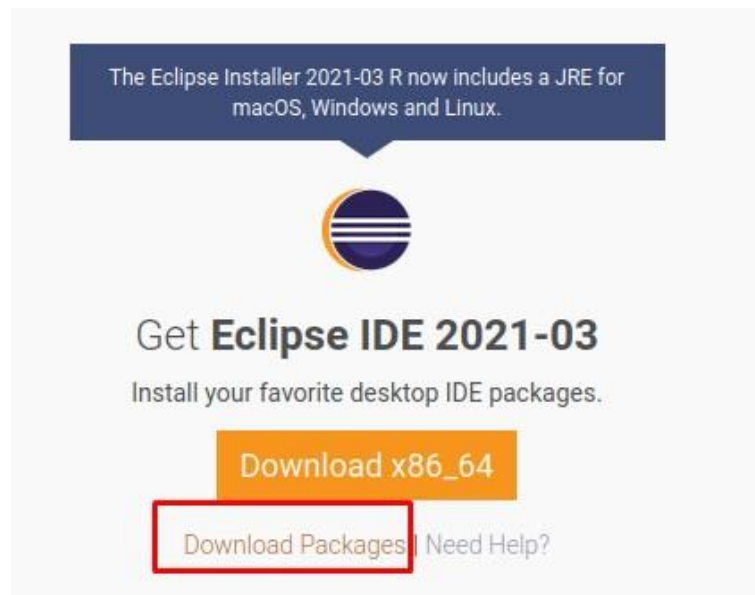 The Eclipse Installer 2021-03 R now includes a JRE for
macOS, Windows and Linux.
Get Eclipse IDE 2021-03
Install your favorite desktop IDE packages.
Download x86_64
Download Packages | Need Help?